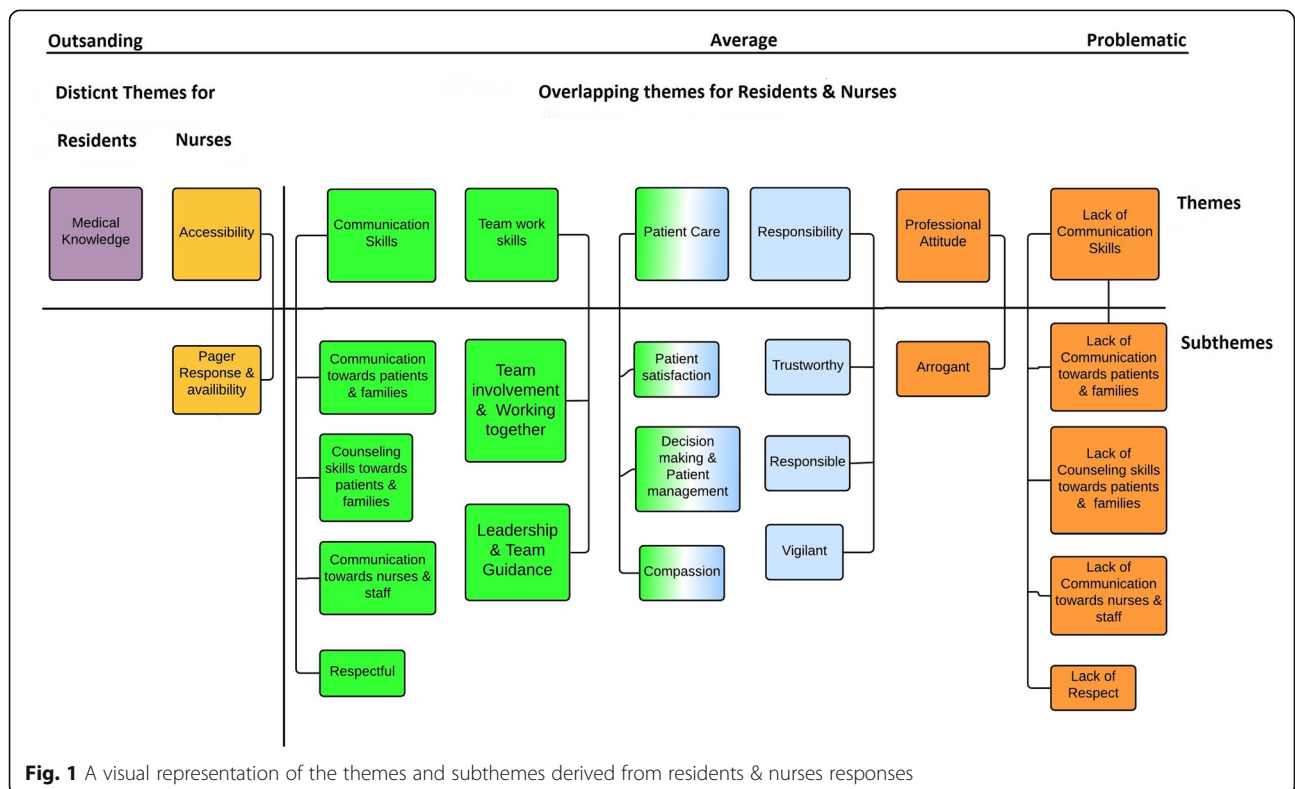 Outsanding Average Problematic
Disticnt Themes for Overlapping themes for Residents & Nurses
Residents Nurses
Medical
Knowledge
Accessibility
Communication
Skills
Team work
skills
Patient Care
Responsibility
Professional
Attitude
Lack of
Communication
Skills
Themes
Pager
Response &
availibility
Communication
towards patients
& families
Counseling
skills towards
patients &
families
Communication
towards nurses &
staff
Respectful
Team
involvement
& Working
together
Leadership
& Team
Guidance
Patient
satisfaction
Decision
making &
Patient
management
Compassion
Trustworthy
Responsible
Vigilant
Arrogant
Lack of
Communication
towards patients
& families
Lack of
Counseling skills
towards patients
& families
Lack of
Communication
towards nurses &
staff
Lack of
Respect
Subthemes
Fig. 1 A visual representation of the themes and subthemes derived from residents & nurses responses